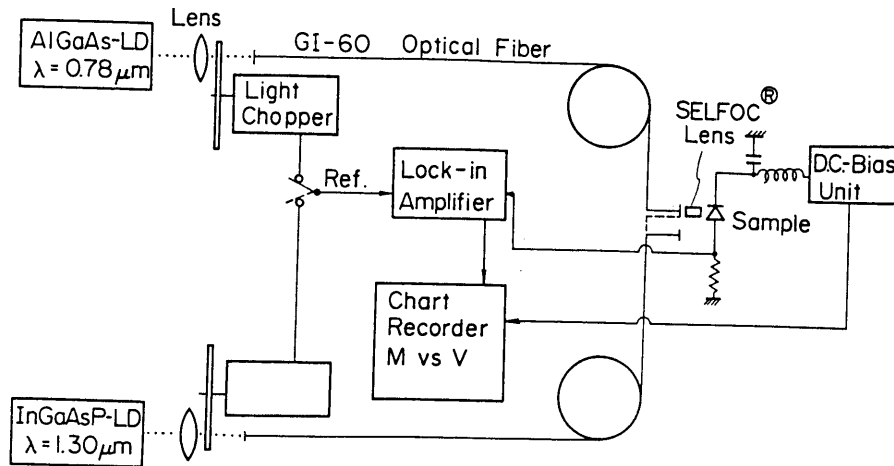 Lens
AlGaAs-LD
λ = 0.78 μm
GI-60 Optical Fiber
Light
Chopper
SELFOC®
Lens
D.C.-Bias
Unit
Ref.
Lock-in
Amplifier
Sample
Chart
Recorder
M vs V
InGaAsP-LD
λ = 1.30 μm